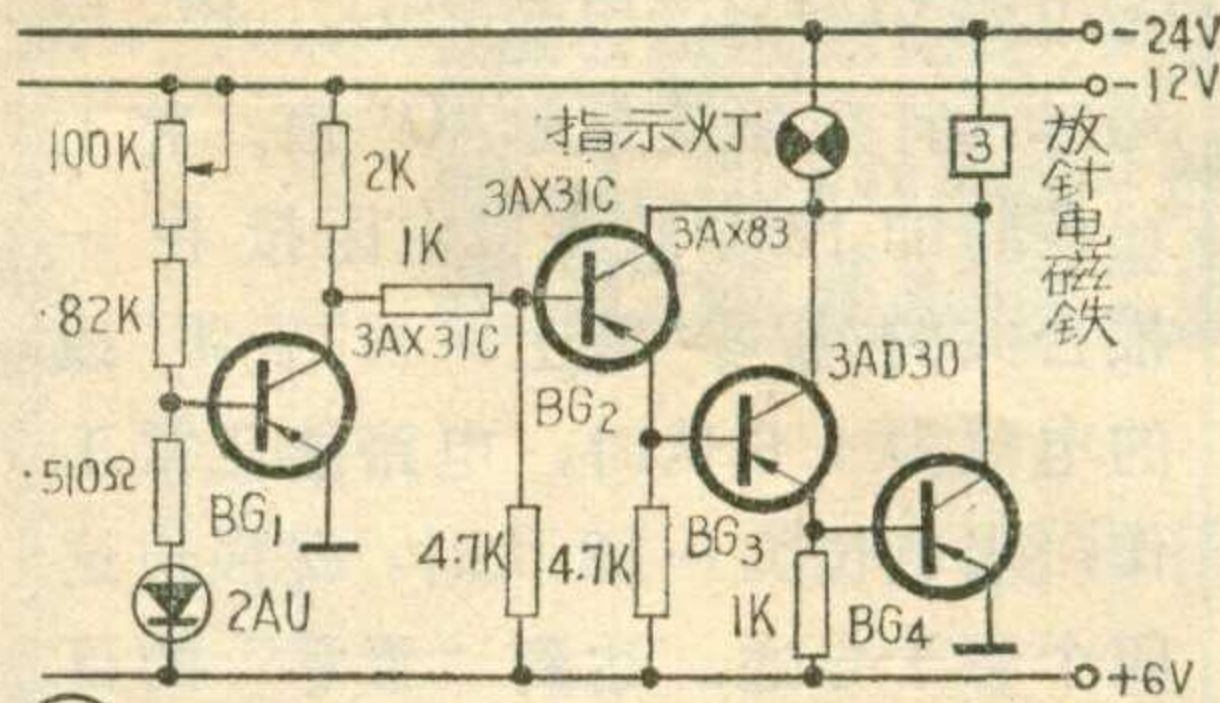 -24V
-12V
100K
2K
指示灯
3
放针电磁铁
3AX31C
3AX83
1K
82K
3AX31C
BG2
3AD30
510Ω
BG1
4.7K
4.7K
BG3
1K
BG4
2AU
+6V